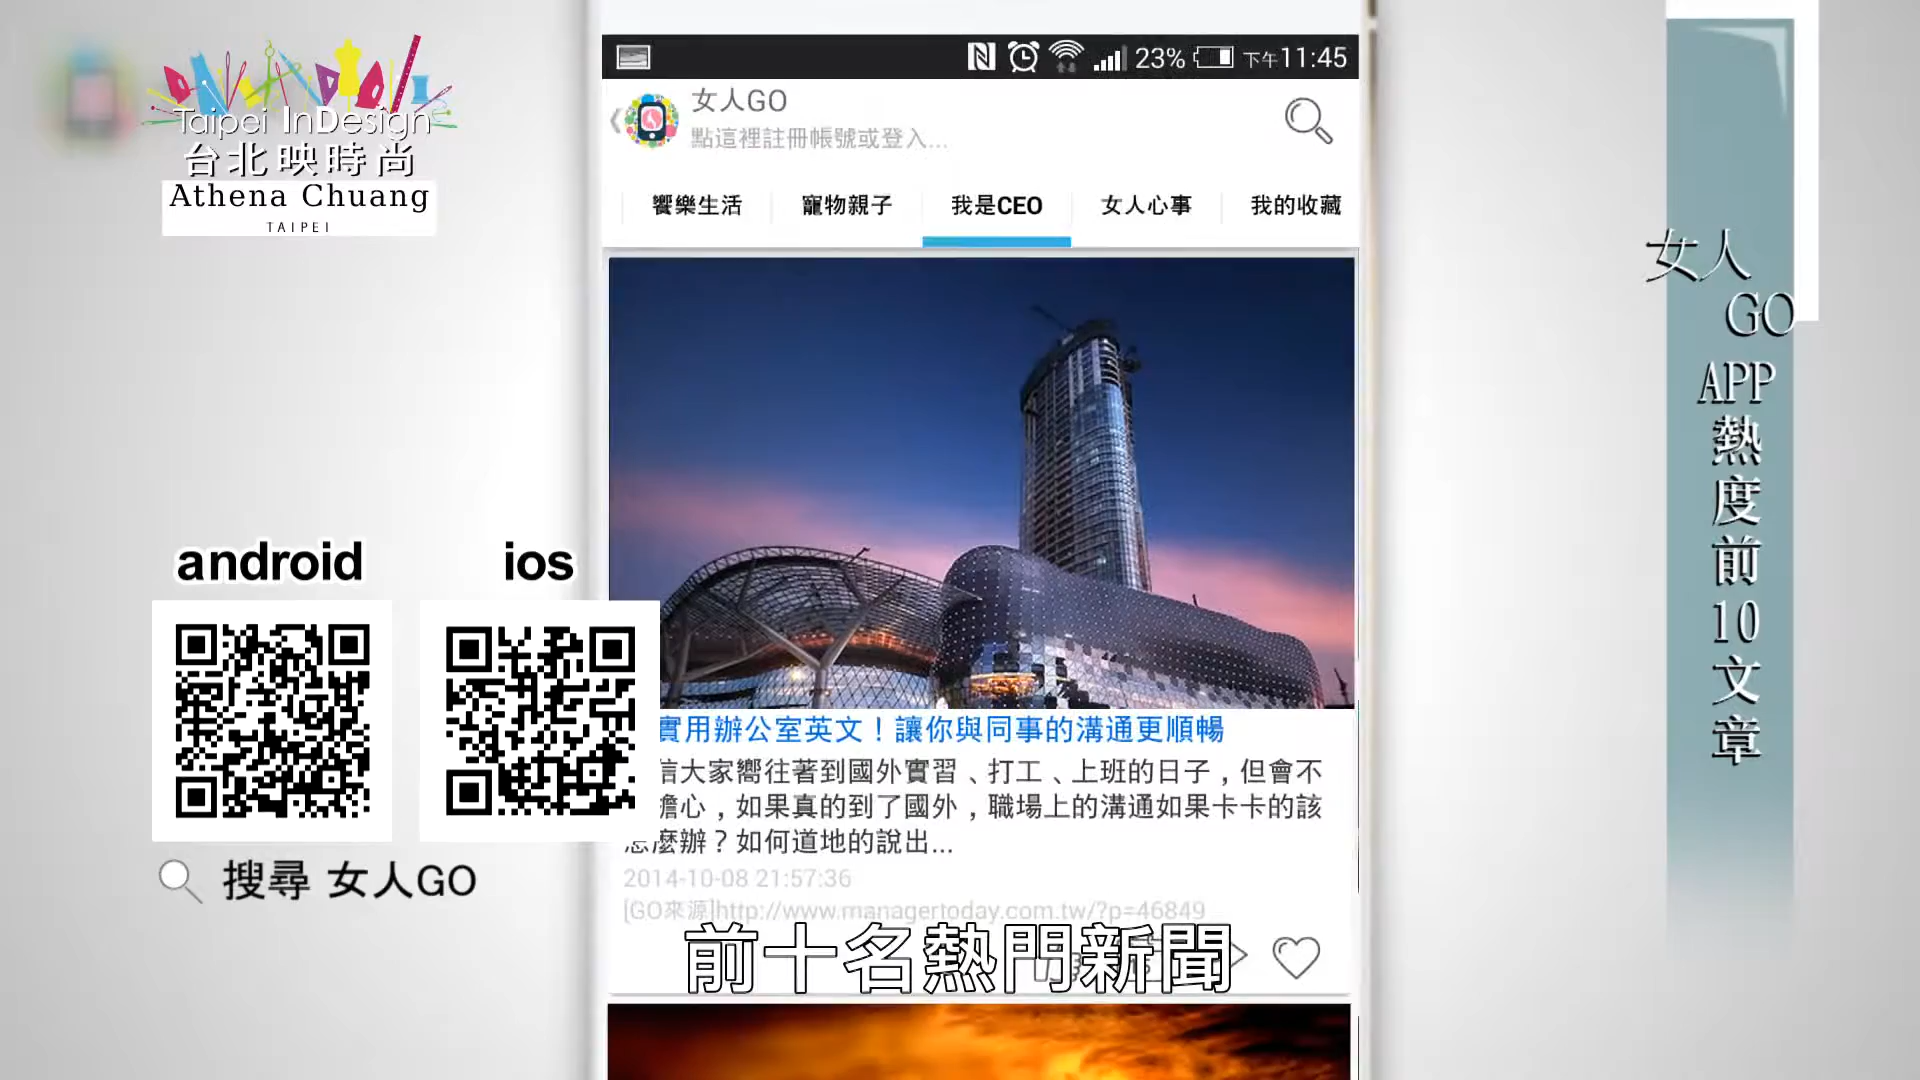 Taipei InDesign
台北映時尚
Athena Chuang
TAIPEI
23%
下午11:45
女人GO
點這裡註冊帳號或登入...
饗樂生活
寵物親子
我是CEO
女人心事
我的收藏
實用辦公室英文！讓你與同事的溝通更順暢
信大家嚮往著到國外實習、打工、上班的日子，但會不
擔心，如果真的到了國外，職場上的溝通如果卡卡的該
怎麼辦？如何道地的說出...
2014-10-08 21:57:36
[GO來源]http://www.managertoday.com.tw/?p=46849
android
ios
搜尋 女人GO
前十名熱門新聞
女人
GO
APP熱度前10文章